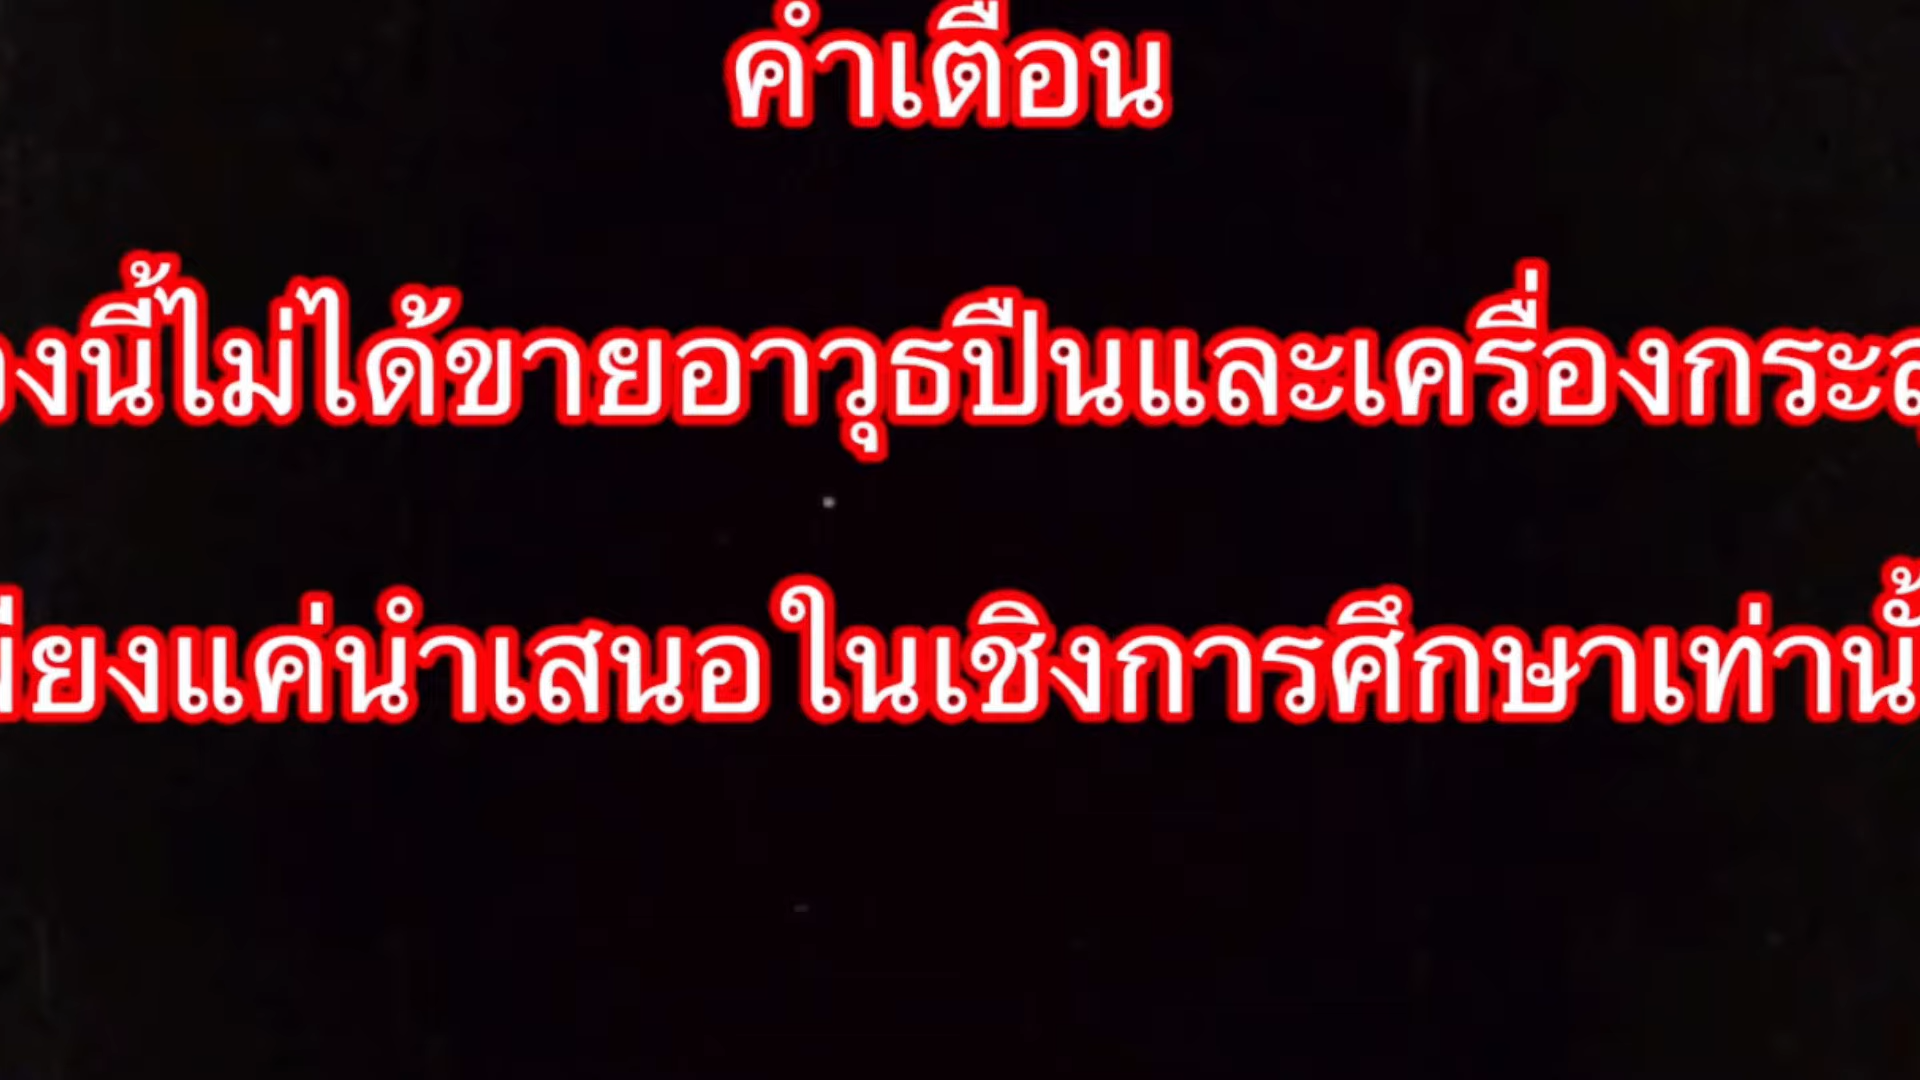 คำเตือน
งนี้ไม่ได้ขายอาวุธปืนและเครื่องกระสุ
พียงแค่นำเสนอในเชิงการศึกษาเท่านั้